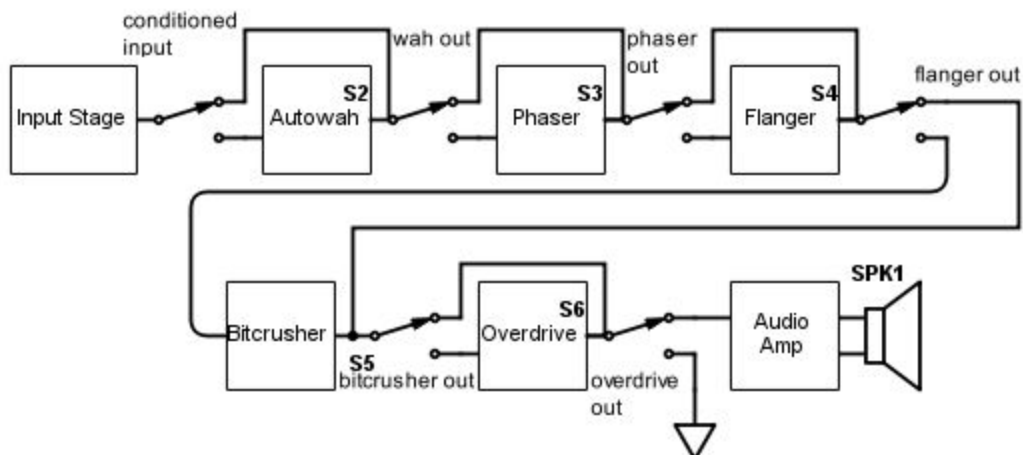 conditioned
input
wah out
phaser
out
flanger out
Input Stage
S2
Autowah
S3
Phaser
S4
Flanger
Bitcrusher
S5
bitcrusher out
S6
Overdrive
overdrive
out
Audio
Amp
SPK1